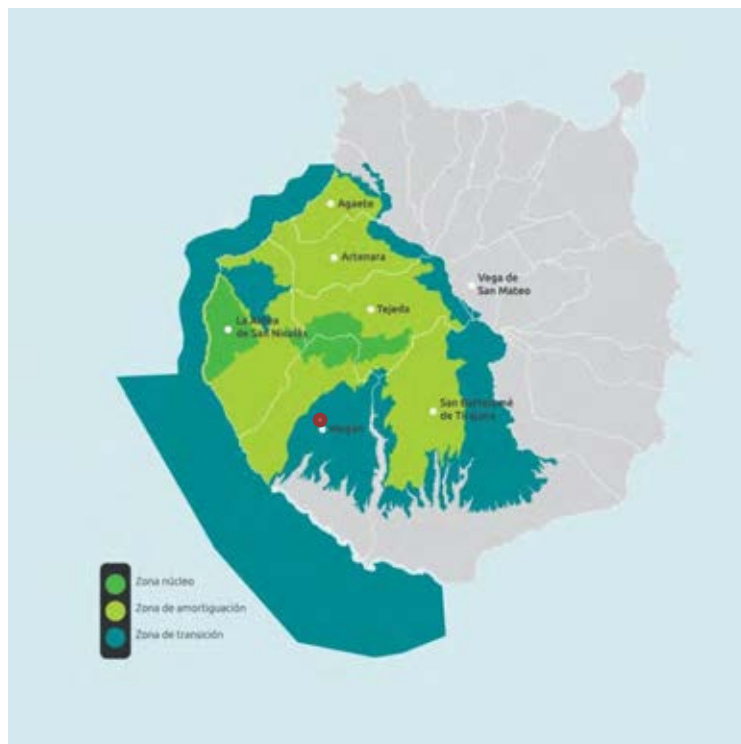 Agaete
Artenara
Vega de
San Mateo
Tejeda
La Aldea
de San Nicolás
San Bartolomé
de Tirajana
Mogán
Zona núcleo
Zona de amortiguación
Zona de transición